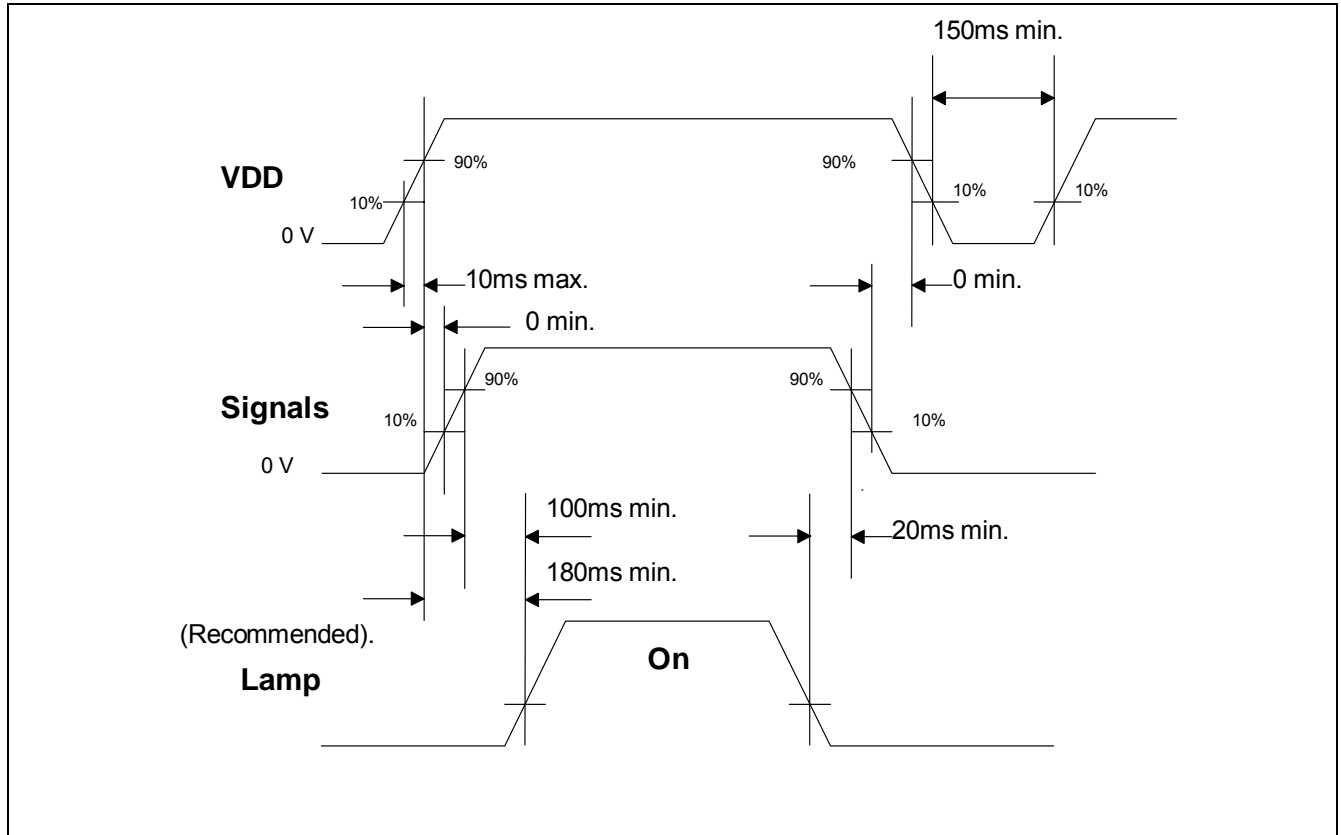 150ms min.
90%
90%
VDD
10%
10%
10%
0 V
10ms max.
0 min.
0 min.
90%
90%
Signals
10%
10%
0 V
100ms min.
20ms min.
180ms min.
(Recommended).
On
Lamp